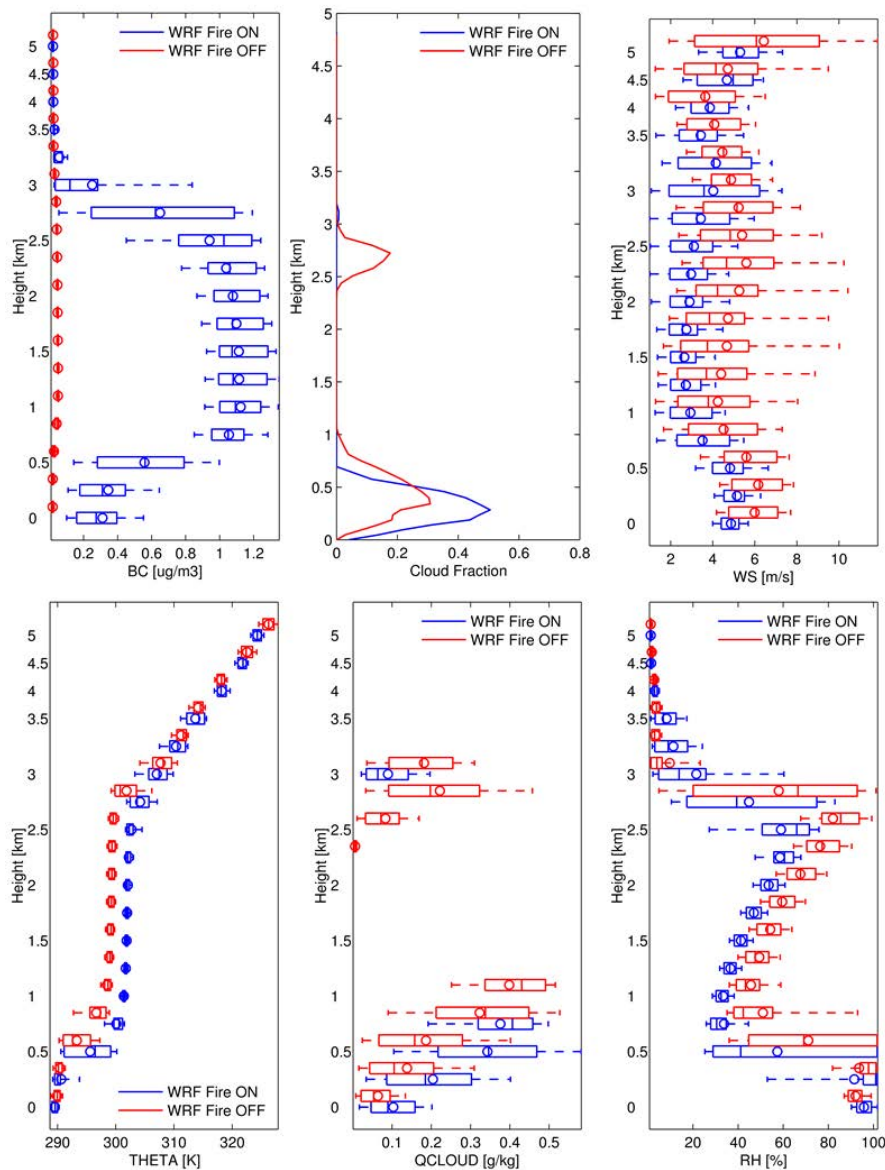 WRF Fire ON
WRF Fire OFF
5
4.5
4
3.5
3
2.5
2
1.5
1
0.5
0
Height [km]
0.2 0.4 0.6 0.8 1 1.2
BC [ug/m3]
WRF Fire ON
WRF Fire OFF
5
4.5
4
3.5
3
2.5
2
1.5
1
0.5
0
Height [km]
0 0.2 0.4 0.6 0.8
Cloud Fraction
5
4.5
4
3.5
3
2.5
2
1.5
1
0.5
0
Height [km]
2 4 6 8 10
WS [m/s]
5
4.5
4
3.5
3
2.5
2
1.5
1
0.5
0
Height [km]
WRF Fire ON
WRF Fire OFF
290 300 310 320
THETA [K]
WRF Fire ON
WRF Fire OFF
5
4.5
4
3.5
3
2.5
2
1.5
1
0.5
0
Height [km]
0.1 0.2 0.3 0.4 0.5
QCLOUD [g/kg]
WRF Fire ON
WRF Fire OFF
5
4.5
4
3.5
3
2.5
2
1.5
1
0.5
0
Height [km]
20 40 60 80 100
RH [%]